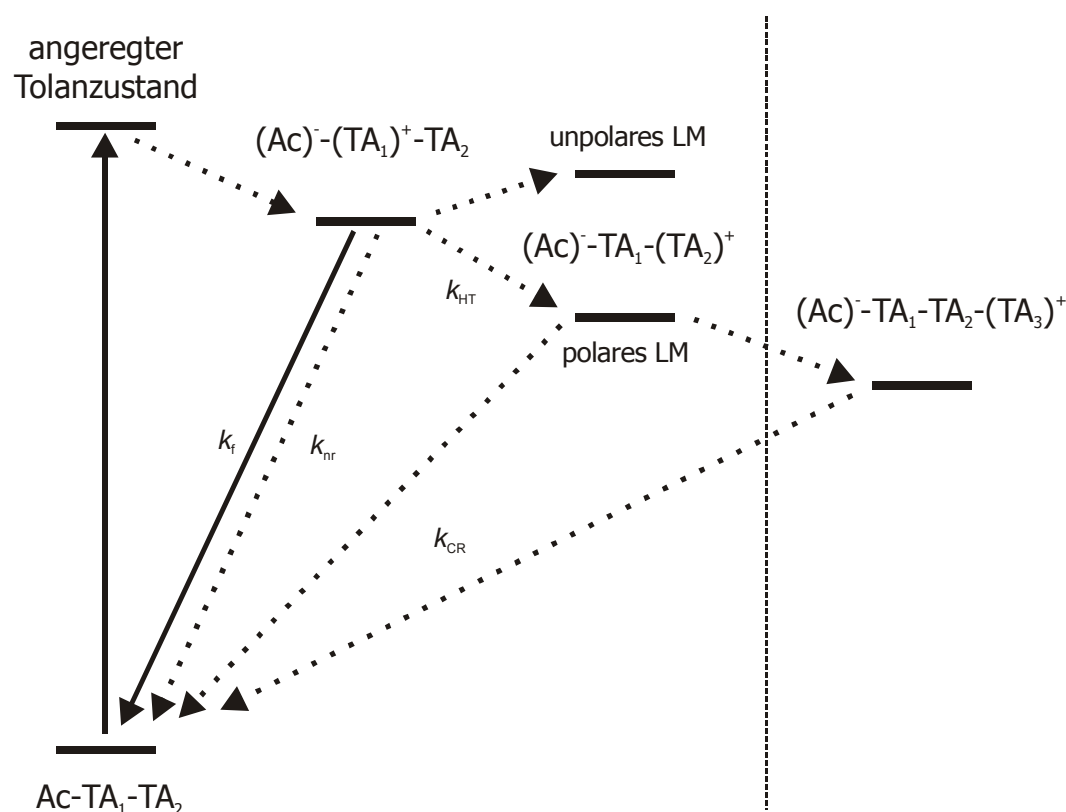 angeregter
Tolanzustand
(Ac)⁻-(TA₁)⁺-TA₂
unpolares LM
(Ac)⁻-TA₁-(TA₂)⁺
k_HT
polares LM
(Ac)⁻-TA₁-TA₂-(TA₃)⁺
k_f
k_nr
k_CR
Ac-TA₁-TA₂